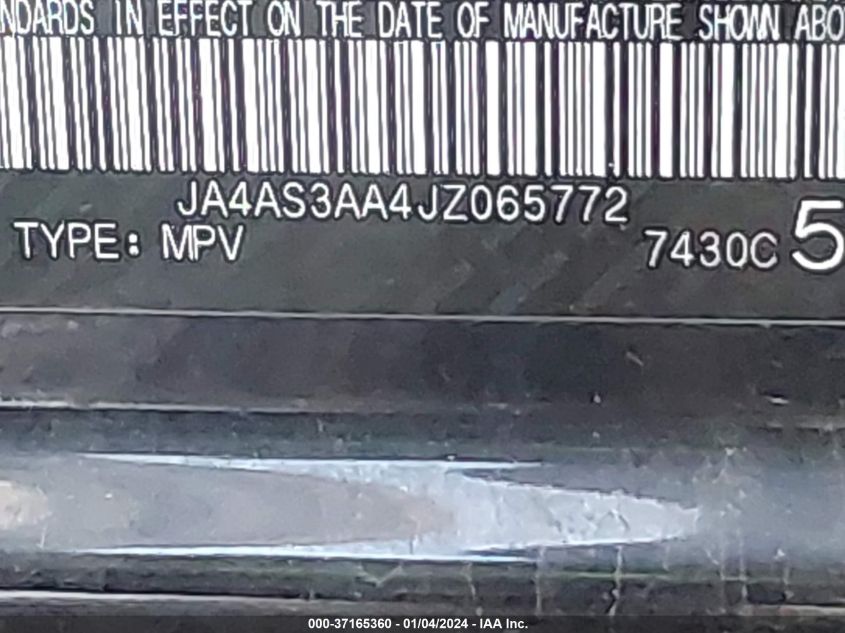 NDARDS IN EFFECT ON THE DATE OF MANUFACTURE SHOWN ABO
JA4AS3AA4JZ065772
TYPE: MPV 7430C 5
000-37165360 - 01/04/2024 - IAA Inc.